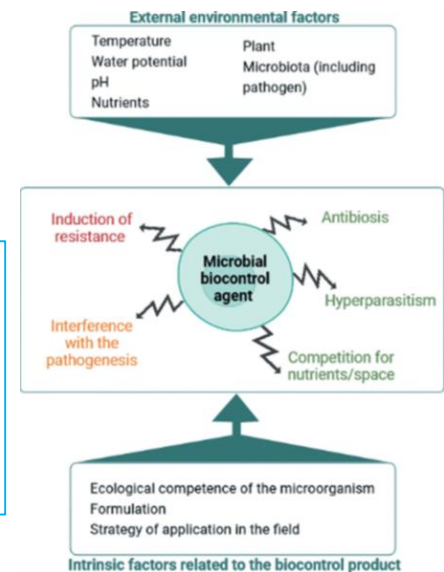 External environmental factors
Temperature
Water potential
pH
Nutrients
Plant
Microbiota (including
pathogen)
Induction of
resistance
Antibiosis
Microbial
biocontrol
agent
Hyperparasitism
Interference
with the
pathogenesis
Competition for
nutrients/space
Ecological competence of the microorganism
Formulation
Strategy of application in the field
Intrinsic factors related to the biocontrol product